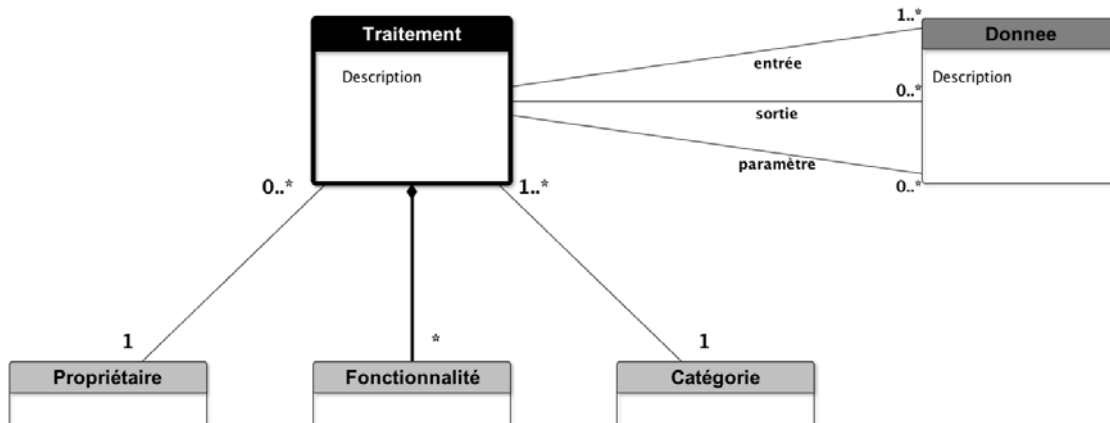 Traitement
Description
1..*
Donnee
entrée
Description
0..*
sortie
paramètre
0..*
0..*
1..*
1
*
1
Propriétaire
Fonctionnalité
Catégorie